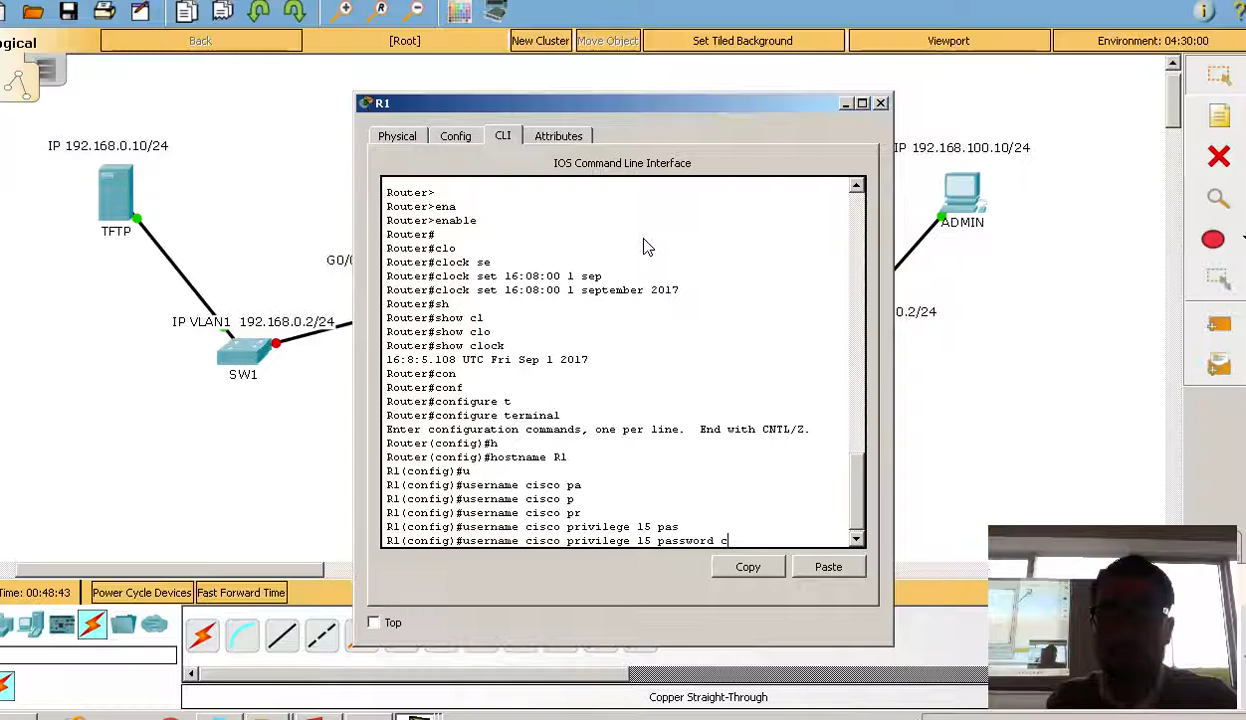 ogical
Back
[Root]
New Cluster
Move Object
Set Tiled Background
Viewport
Environment: 04:30:00
IP 192.168.0.10/24
TFTP
G0/0
IP VLAN1 192.168.0.2/24
SW1
IP 192.168.100.10/24
ADMIN
0.2/24
R1
Physical
Config
CLI
Attributes
IOS Command Line Interface
Router>
Router>ena
Router>enable
Router#
Router#clo
Router#clock se
Router#clock set 16:08:00 1 sep
Router#clock set 16:08:00 1 september 2017
Router#sh
Router#show cl
Router#show clo
Router#show clock
16:8:5.108 UTC Fri Sep 1 2017
Router#con
Router#conf
Router#configure t
Router#configure terminal
Enter configuration commands, one per line.  End with CNTL/Z.
Router(config)#h
Router(config)#hostname R1
R1(config)#u
R1(config)#username cisco pa
R1(config)#username cisco p
R1(config)#username cisco pr
R1(config)#username cisco privilege 15 pas
R1(config)#username cisco privilege 15 password c
Copy
Paste
Top
Time: 00:48:43
Power Cycle Devices
Fast Forward Time
Copper Straight-Through